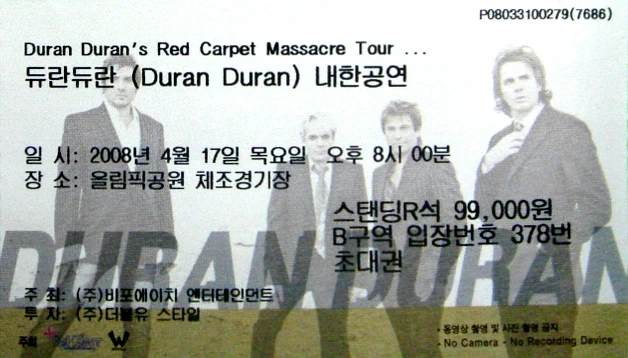 P08033100279(7686)
Duran Duran's Red Carpet Massacre Tour ...
듀란듀란 (Duran Duran) 내한공연
일 시: 2008년 4월 17일 목요일 오후 8시 00분
장 소: 올림픽공원 체조경기장
스탠딩R석 99,000원
B구역 입장번호 378번
초대권
DURAN DURAN
주 최: (주)비포에이치 엔터테인먼트
투 자: (주)더블유 스타일
주최
W
· 동영상 촬영 및 사진 촬영 금지
- No Camera - No Recording Device